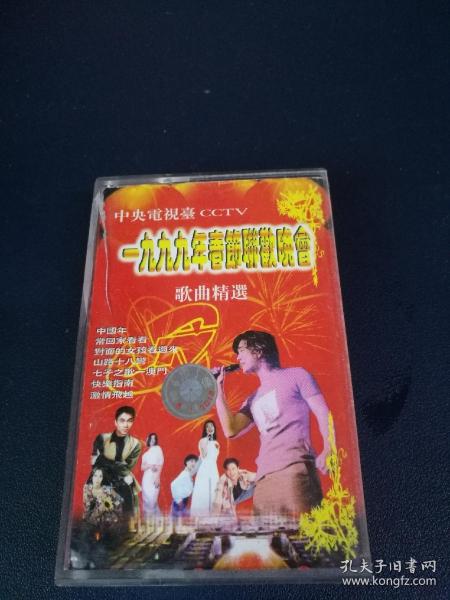 中央電視臺 CCTV
一九九九年春節聯歡晚會
歌曲精選
中國年
常回家看看
對面的女孩看過來
山路十八彎
七子之歌—澳門
快樂指南
激情飛越
孔夫子旧书网
www.kongfz.com